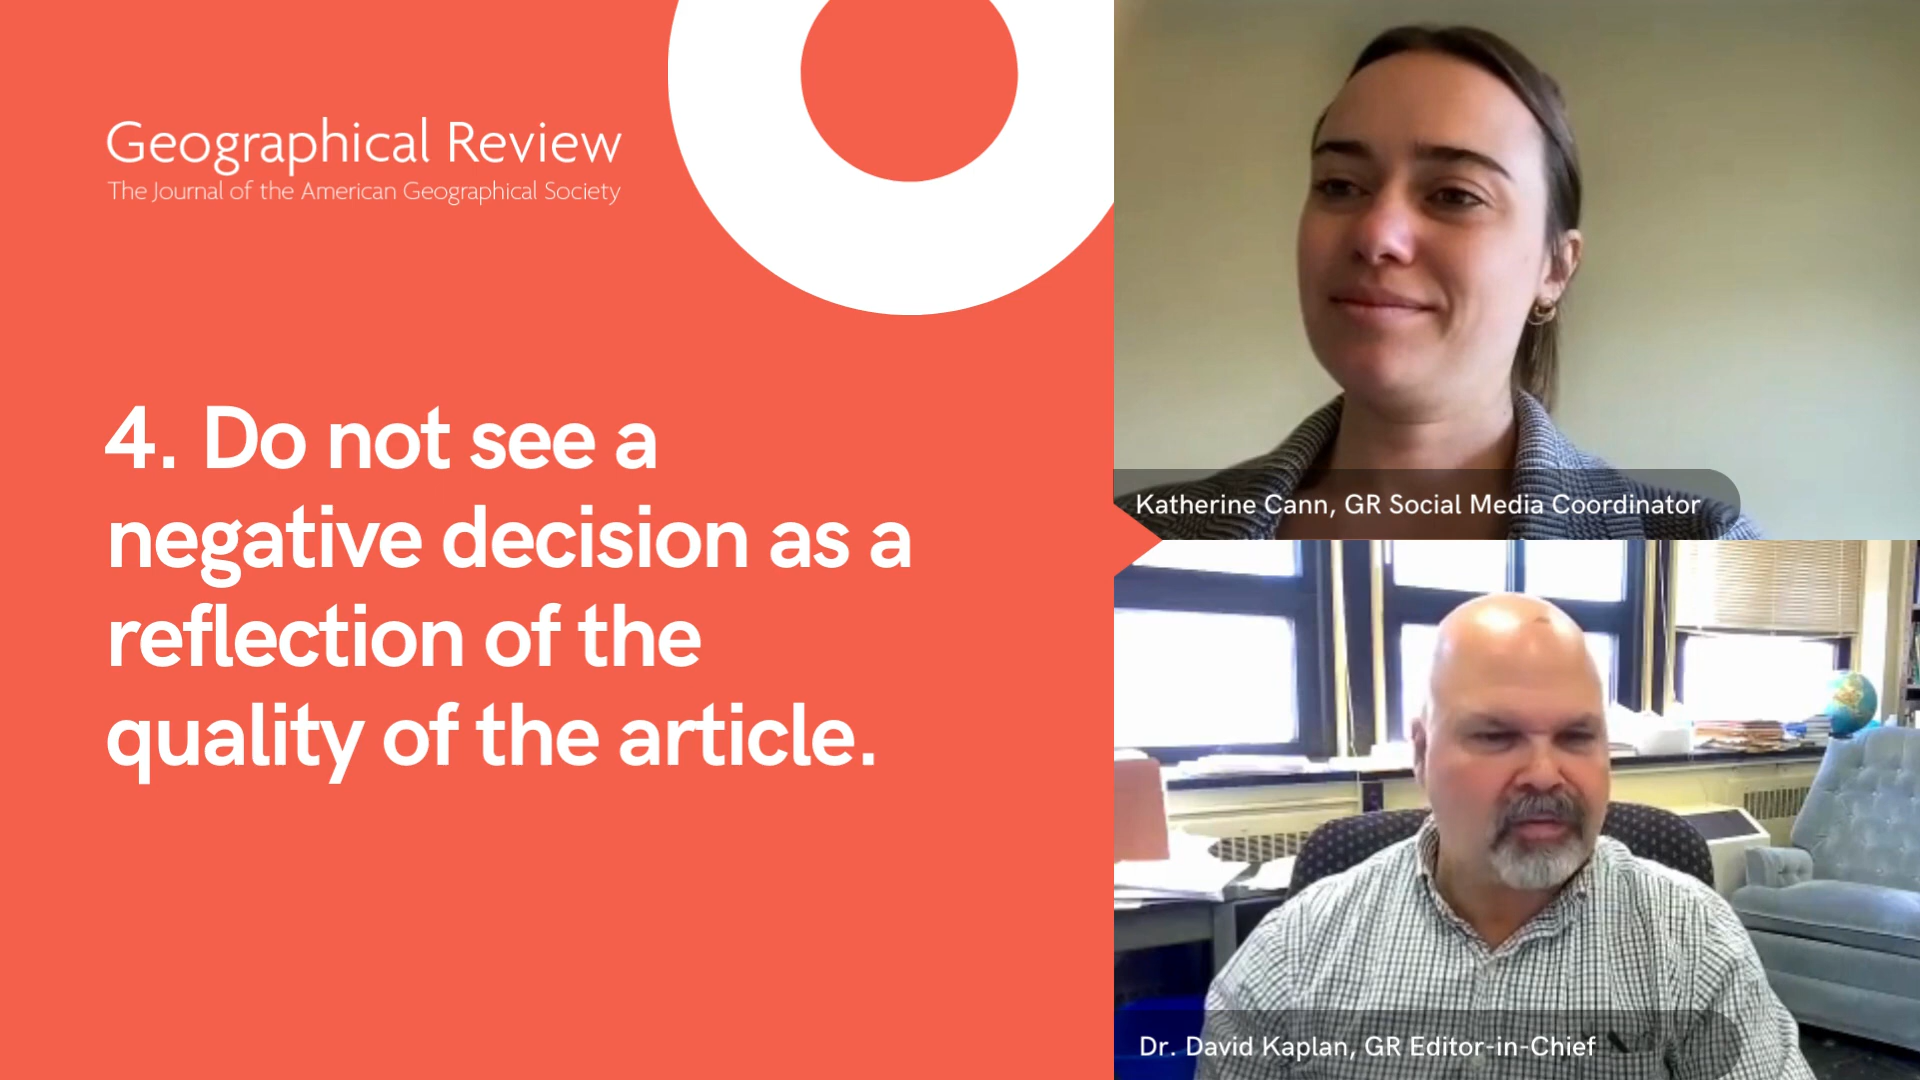 Geographical Review
The Journal of the American Geographical Society
4. Do not see a
negative decision as a
reflection of the
quality of the article.
Katherine Cann, GR Social Media Coordinator
Dr. David Kaplan, GR Editor-in-Chief